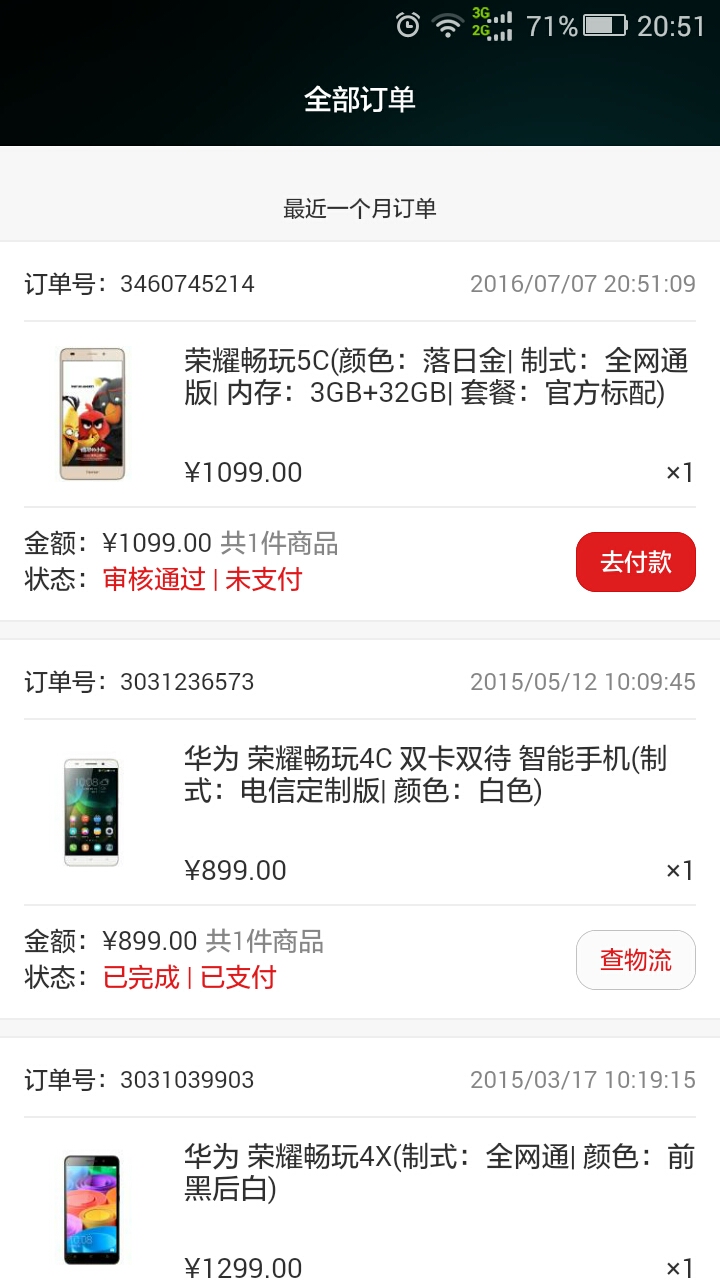 3G
2G
71%
20:51
全部订单
最近一个月订单
订单号：3460745214
2016/07/07 20:51:09
荣耀畅玩5C(颜色：落日金| 制式：全网通
版| 内存：3GB+32GB| 套餐：官方标配)
¥1099.00
×1
金额：¥1099.00 共1件商品
状态：审核通过 | 未支付
去付款
订单号：3031236573
2015/05/12 10:09:45
华为 荣耀畅玩4C 双卡双待 智能手机(制
式：电信定制版| 颜色：白色)
¥899.00
×1
金额：¥899.00 共1件商品
状态：已完成 | 已支付
查物流
订单号：3031039903
2015/03/17 10:19:15
华为 荣耀畅玩4X(制式：全网通| 颜色：前
黑后白)
¥1299.00
×1